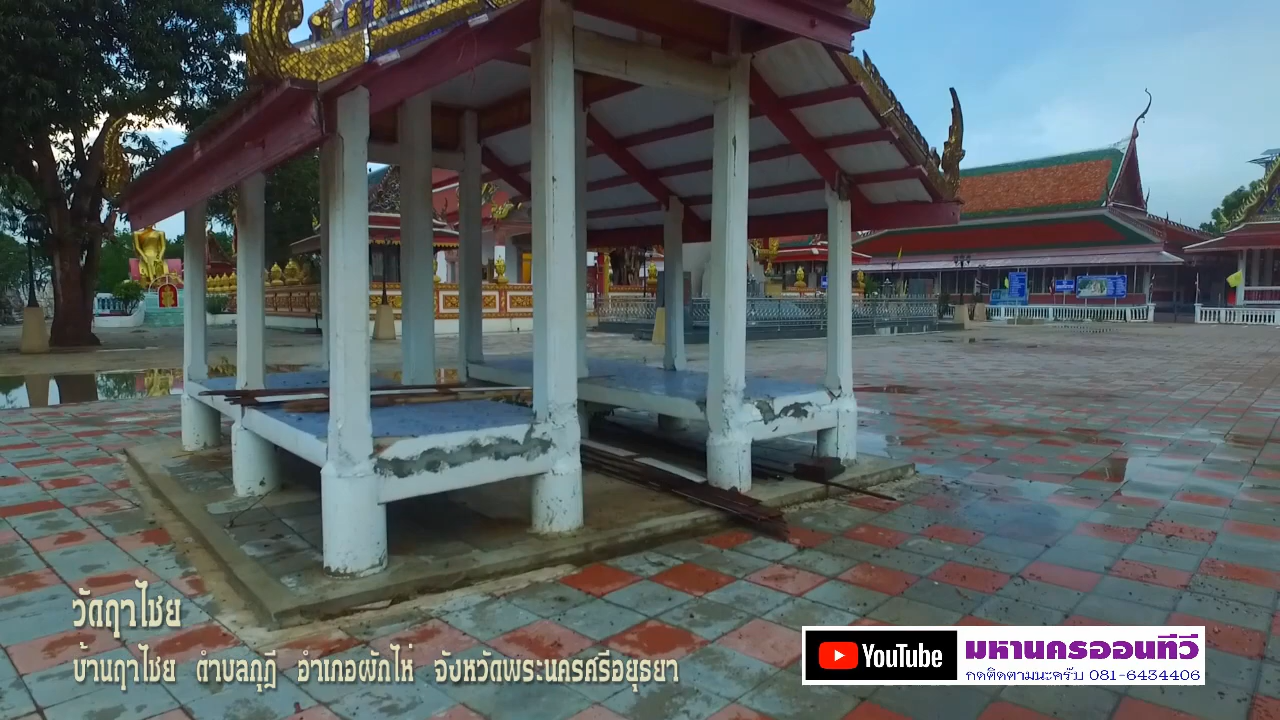 วัดฤาไชย
บ้านฤาไชย ตำบลกุฎี อำเภอผักไห่ จังหวัดพระนครศรีอยุธยา
YouTube
มหานครออนทีวี
กดติดตามนะครับ 081-6434406